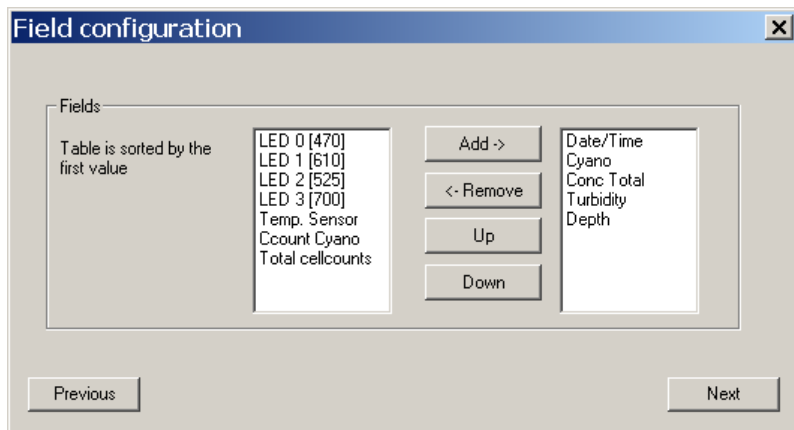 Field configuration
Fields
Table is sorted by the
first value
LED 0 [470]
LED 1 [610]
LED 2 [525]
LED 3 [700]
Temp. Sensor
Ccount Cyano
Total cellcounts
Add ->
<- Remove
Up
Down
Date/Time
Cyano
Conc Total
Turbidity
Depth
Previous
Next